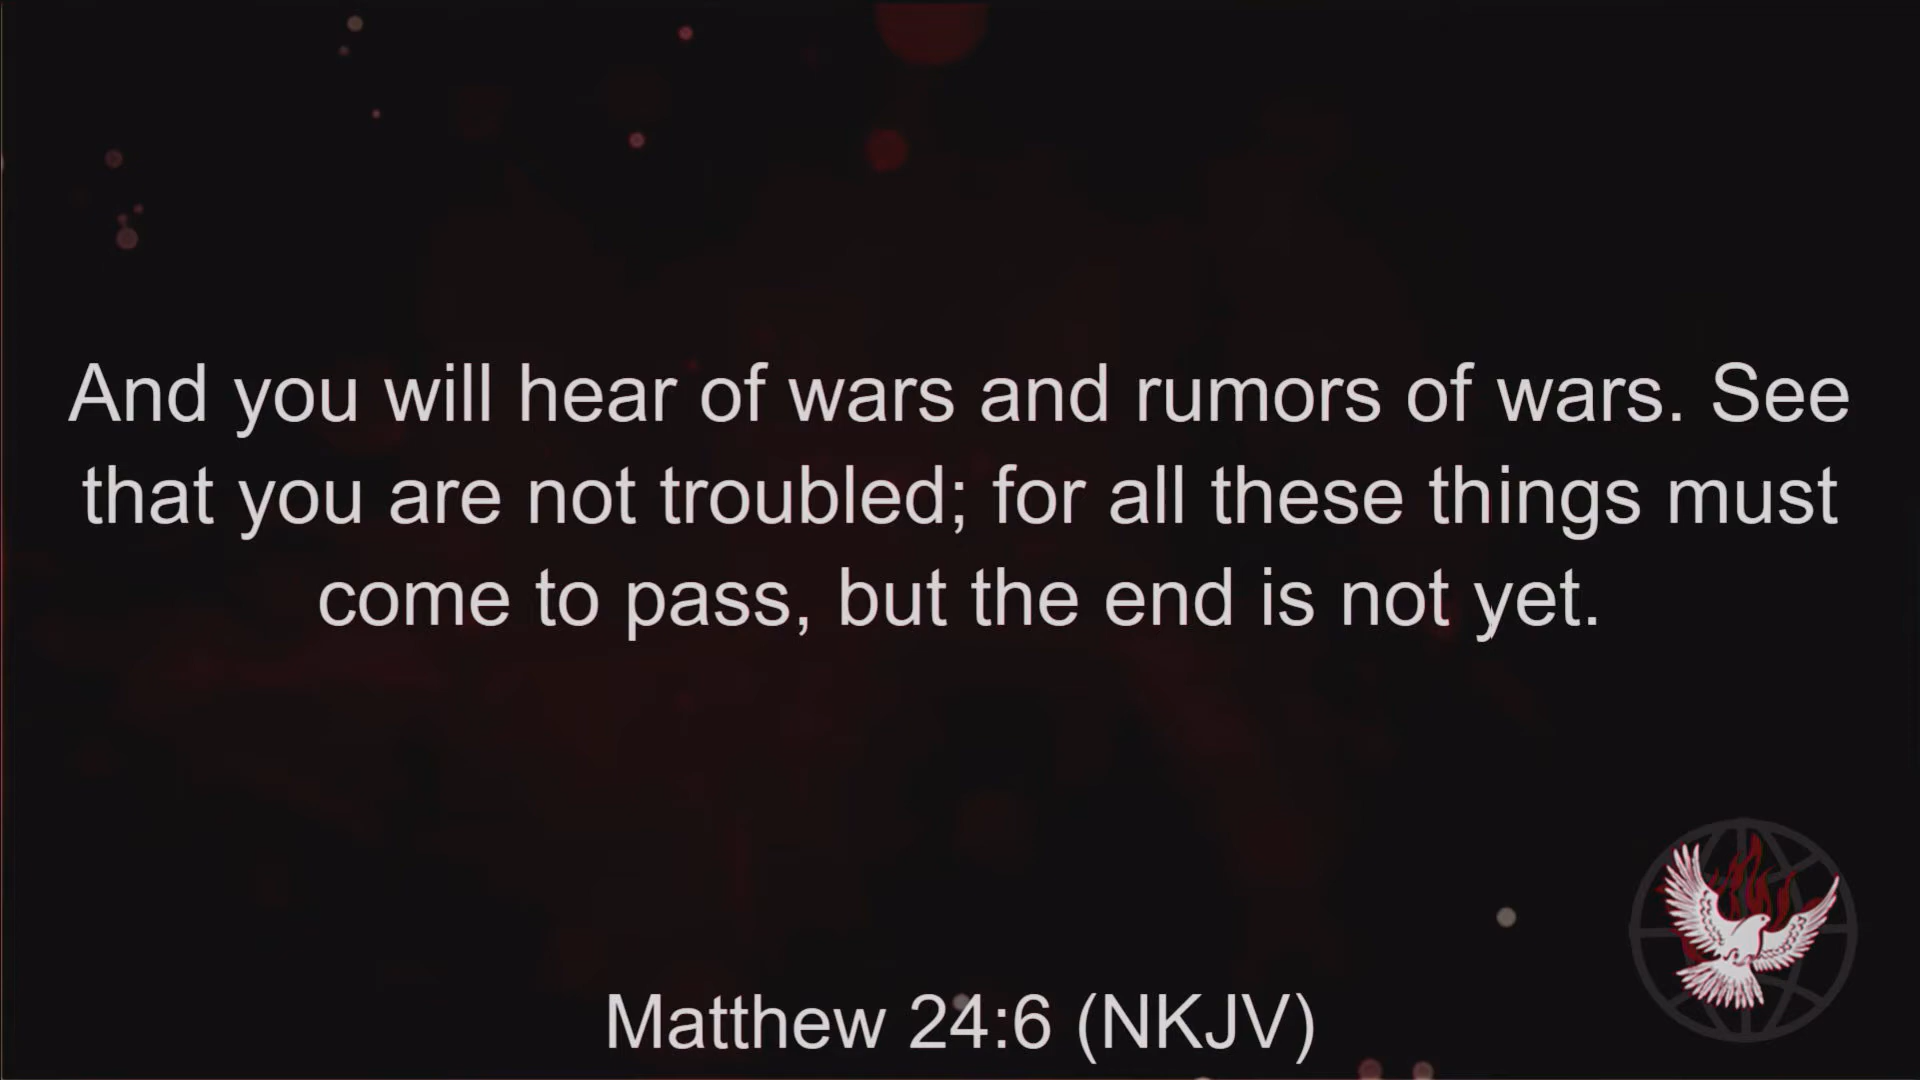 And you will hear of wars and rumors of wars. See
that you are not troubled; for all these things must
come to pass, but the end is not yet.
Matthew 24:6 (NKJV)